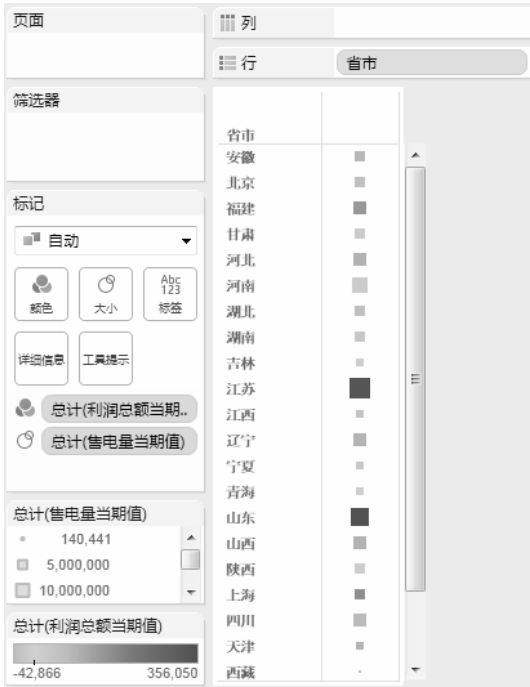 页面
列
行
省市
筛选器
标记
自动
颜色
大小
Abc
123
标签
详细信息
工具提示
总计(利润总额当期..
总计(售电量当期值)
总计(售电量当期值)
140,441
5,000,000
10,000,000
总计(利润总额当期值)
-42,866
356,050
省市
安徽
北京
福建
甘肃
河北
河南
湖北
湖南
吉林
江苏
江西
辽宁
宁夏
青海
山东
山西
陕西
上海
四川
天津
西藏